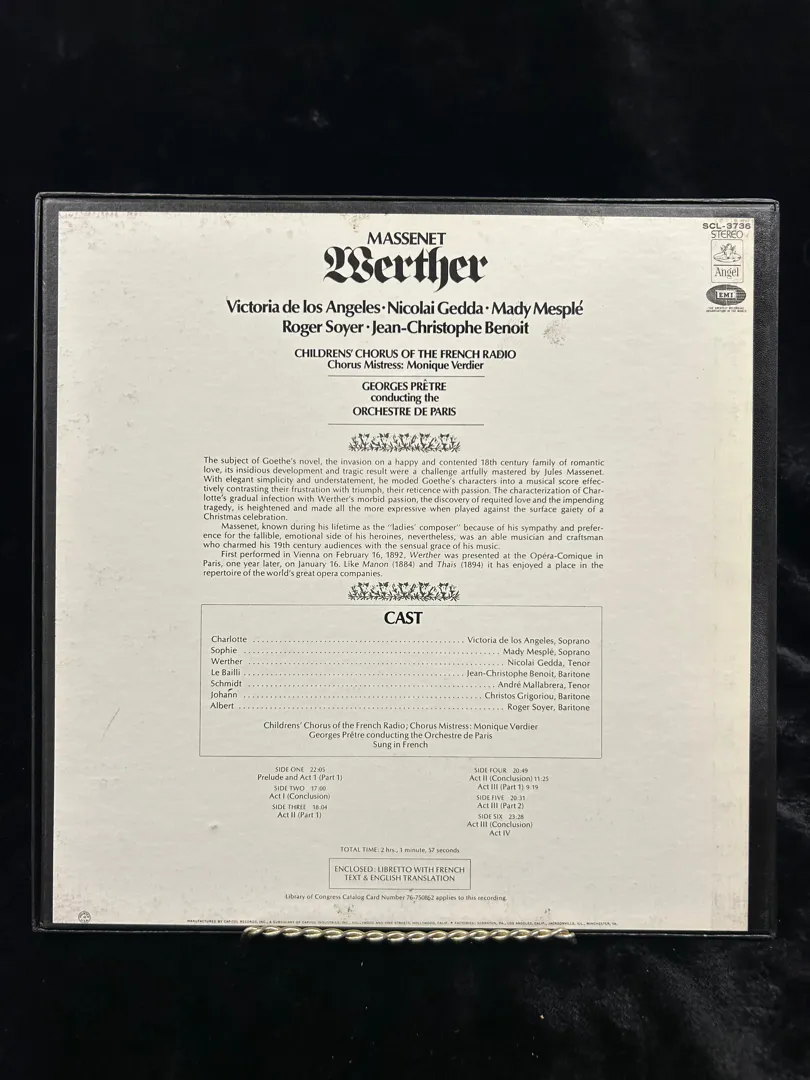 SCL-3736
STEREO
Angel
EMI
MASSENET
Werther
Victoria de los Angeles · Nicolai Gedda · Mady Mesplé
Roger Soyer · Jean-Christophe Benoit
CHILDRENS' CHORUS OF THE FRENCH RADIO
Chorus Mistress: Monique Verdier
GEORGES PRÊTRE
conducting the
ORCHESTRE DE PARIS
The subject of Goethe's novel, the invasion on a happy and contented 18th century family of romantic
love, its insidious development and tragic result were a challenge artfully mastered by Jules Massenet.
With elegant simplicity and understatement, he moded Goethe's characters into a musical score effec-
tively contrasting their frustration with triumph, their reticence with passion. The characterization of Char-
lotte's gradual infection with Werther's morbid passion, the discovery of required love and the impending
tragedy, is heightened and made all the more expressive when played against the surface gaiety of a
Christmas celebration.
Massenet, known during his lifetime as the "ladies' composer" because of his sympathy and prefer-
ence for the fallible, emotional side of his heroines, nevertheless, was an able musician and craftsman
who charmed his 19th century audiences with the sensual grace of his music.
First performed in Vienna on February 16, 1892, Werther was presented at the Opéra-Comique in
Paris, one year later, on January 16. Like Manon (1884) and Thais (1894) it has enjoyed a place in the
repertoire of the world's great opera companies.
CAST
Charlotte ........ Victoria de los Angeles, Soprano
Sophie ........ Mady Mesplé, Soprano
Werther ........ Nicolai Gedda, Tenor
Le Bailli ........ Jean-Christophe Benoit, Baritone
Schmidt ........ André Mallabrera, Tenor
Johann ........ Christos Grigoriou, Baritone
Albert ........ Roger Soyer, Baritone
Childrens' Chorus of the French Radio; Chorus Mistress: Monique Verdier
Georges Prêtre conducting the Orchestre de Paris
Sung in French
SIDE ONE 22:05
Prelude and Act 1 (Part 1)
SIDE TWO 17:00
Act I (Conclusion)
SIDE THREE 18:04
Act II (Part 1)
SIDE FOUR 20:49
Act II (Conclusion) 11:25
Act III (Part 1) 9:19
SIDE FIVE 20:31
Act III (Part 2)
SIDE SIX 23:28
Act III (Conclusion)
Act IV
TOTAL TIME: 2 hrs., 1 minute, 57 seconds
ENCLOSED: LIBRETTO WITH FRENCH
TEXT & ENGLISH TRANSLATION
Library of Congress Catalog Card Number 76-750862 applies to this recording.